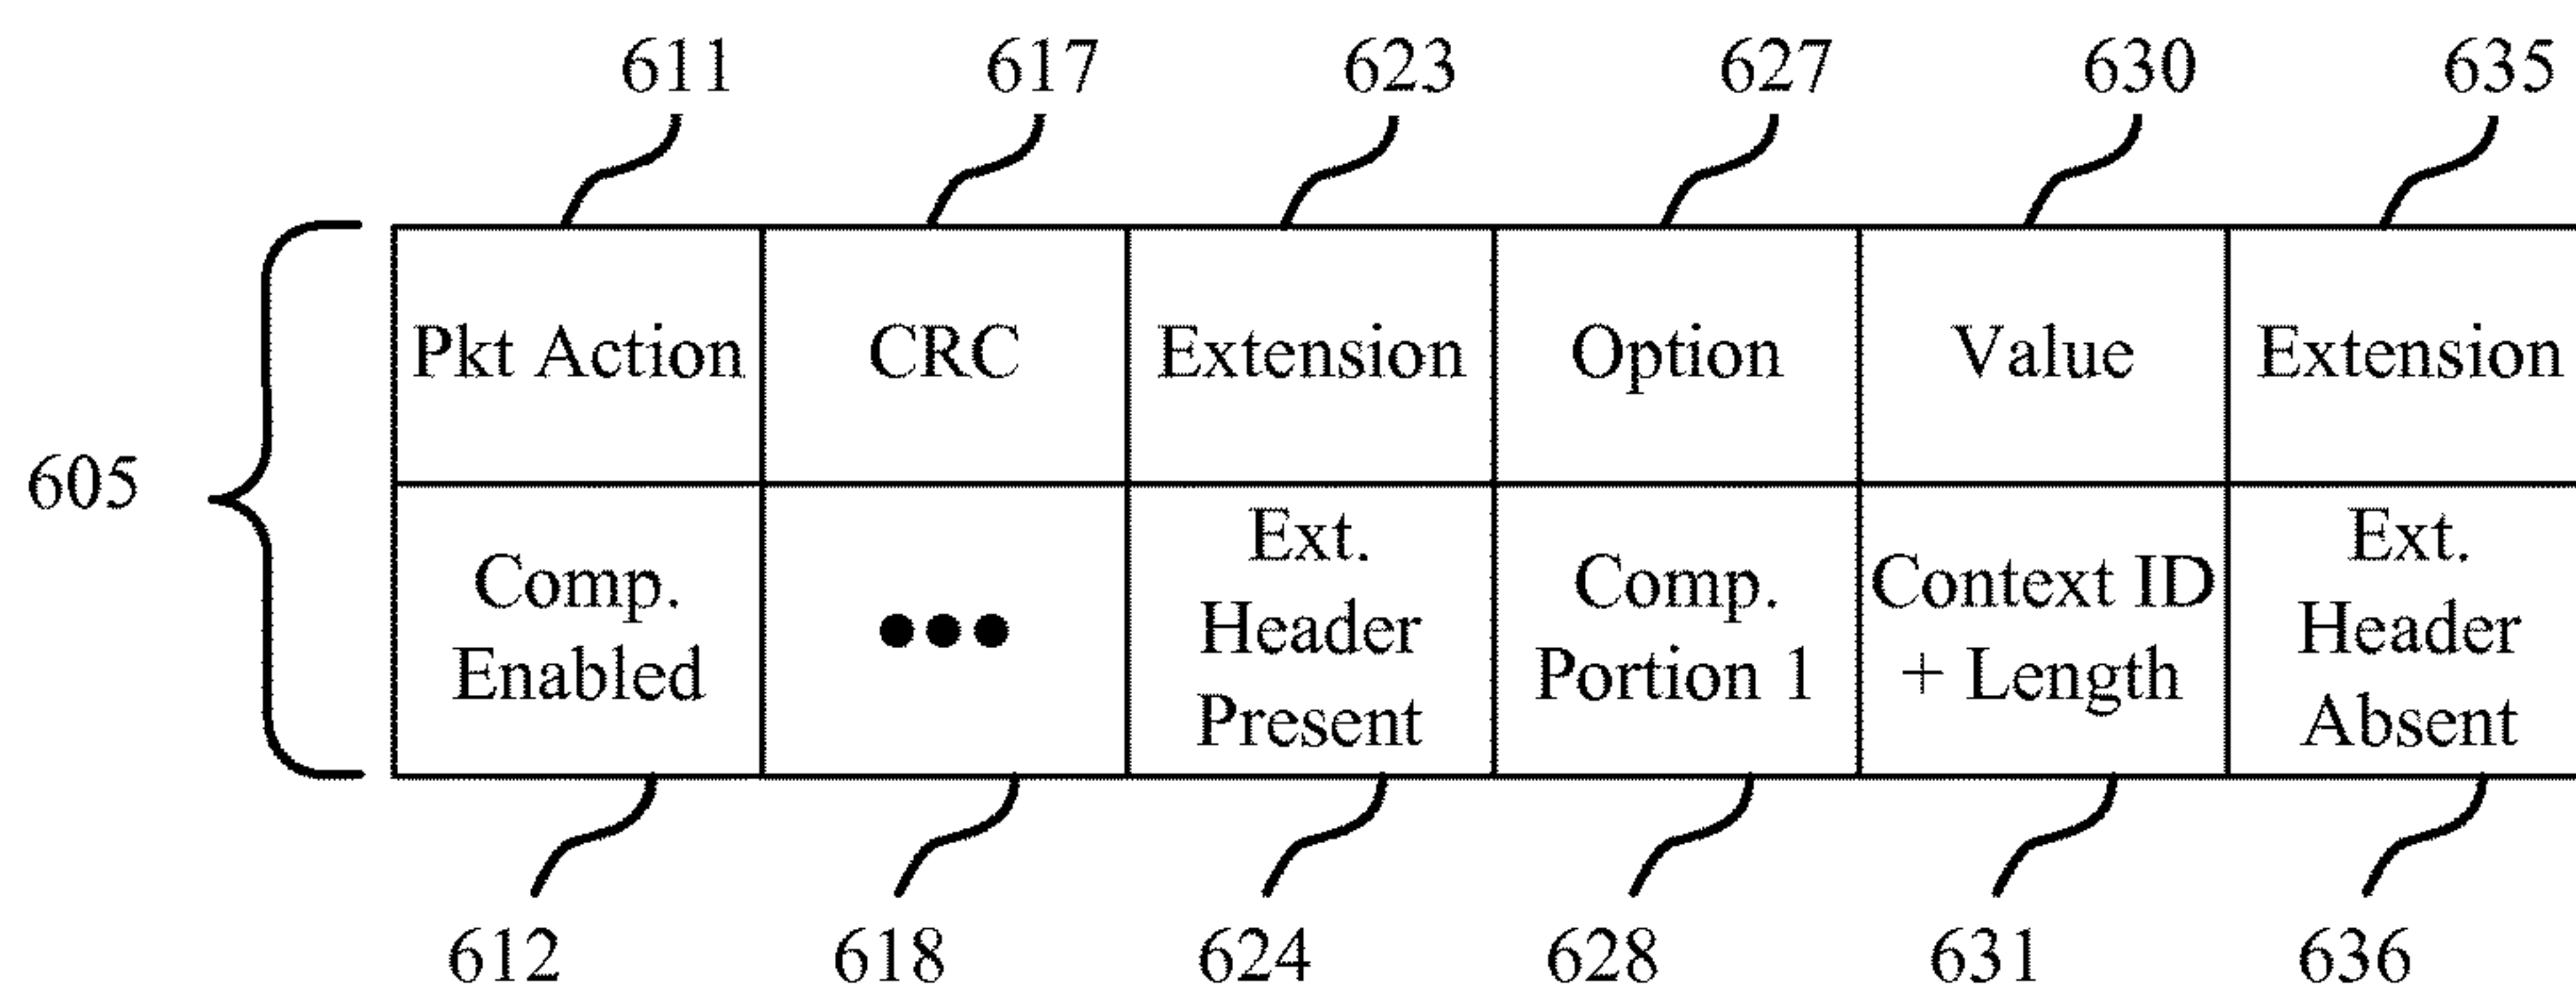 611 617 623 627 630 635
Pkt Action CRC Extension Option Value Extension
605
Comp.
Enabled
•••
Ext.
Header
Present
Comp.
Portion 1
Context ID
+ Length
Ext.
Header
Absent
612 618 624 628 631 636